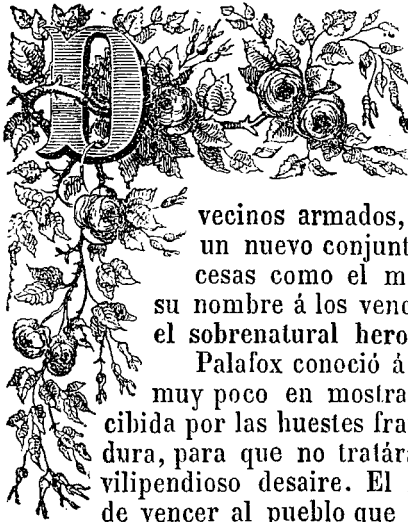 D
vecinos armados,
un nuevo conjunt
cesas como el m
su nombre á los venc
el sobrenatural hero
Palafox conoció á
muy poco en mostra
cibida por las huestes fra
dura, para que no tratára
vilipendioso desaire. El
de vencer al pueblo que